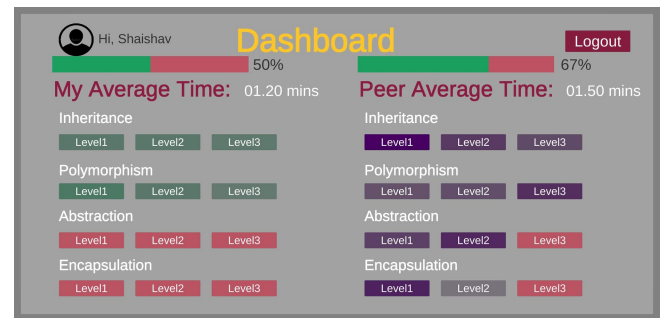 Hi, Shaishav
Dashboard
Logout
50%
67%
My Average Time: 01.20 mins
Peer Average Time: 01.50 mins
Inheritance
Level1 Level2 Level3
Polymorphism
Level1 Level2 Level3
Abstraction
Level1 Level2 Level3
Encapsulation
Level1 Level2 Level3
Inheritance
Level1 Level2 Level3
Polymorphism
Level1 Level2 Level3
Abstraction
Level1 Level2 Level3
Encapsulation
Level1 Level2 Level3